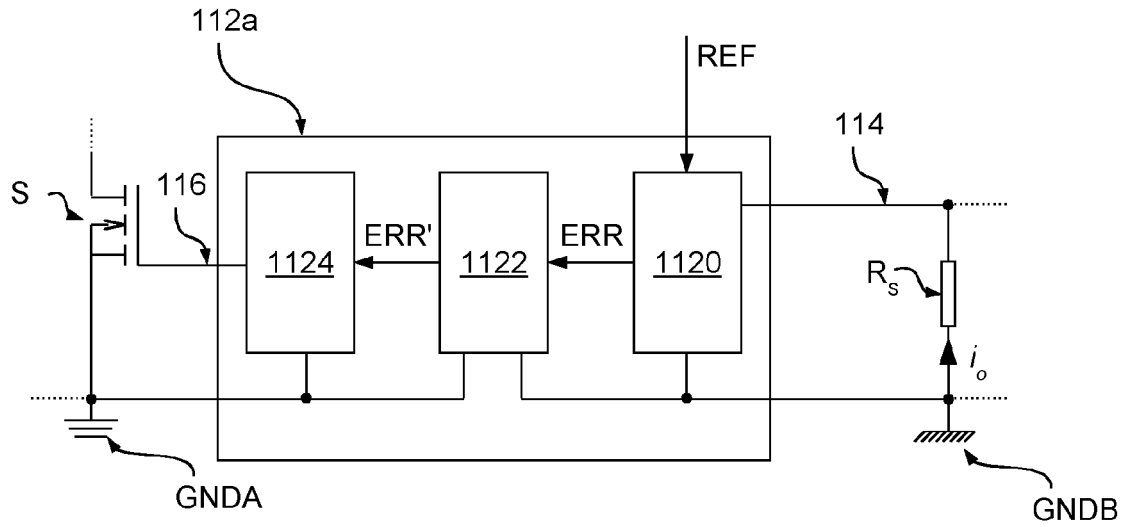 112a
REF
114
S
116
ERR'
ERR
1124
1122
1120
Rs
io
GNDA
GNDB